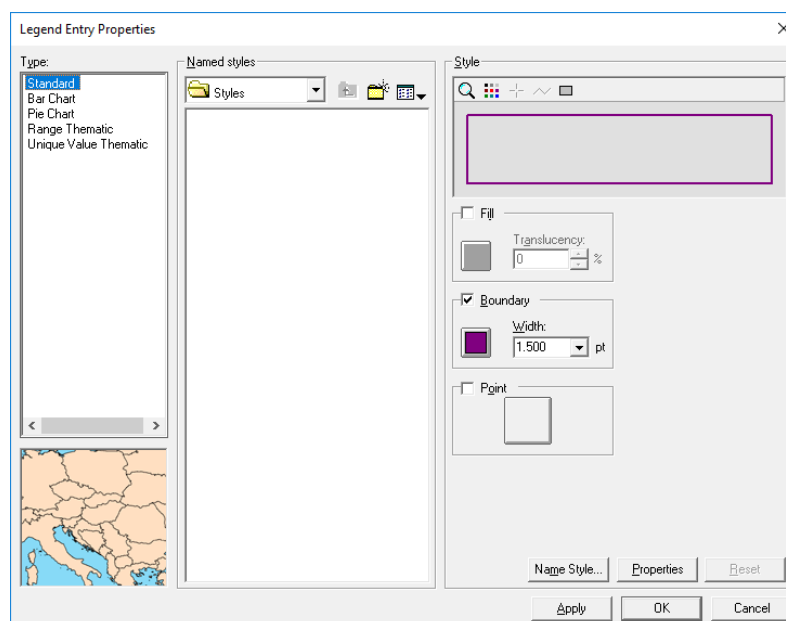 Legend Entry Properties
Type:
Standard
Bar Chart
Pie Chart
Range Thematic
Unique Value Thematic
Named styles
Styles
Style
Fill
Translucency:
0 %
Boundary
Width:
1.500 pt
Point
Name Style... Properties Reset
Apply OK Cancel